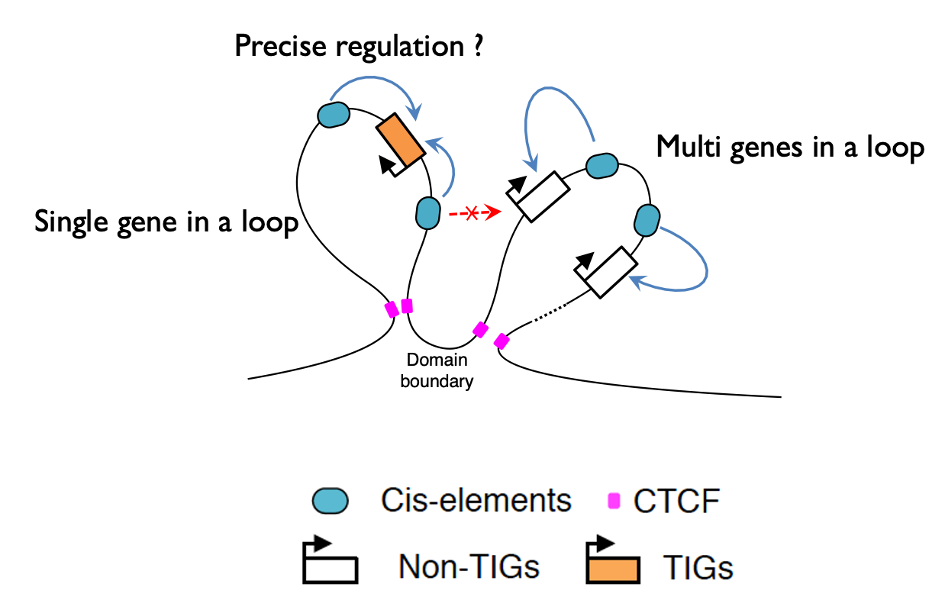 Precise regulation ?
Multi genes in a loop
Single gene in a loop
Domain
boundary
Cis-elements
CTCF
Non-TIGs
TIGs